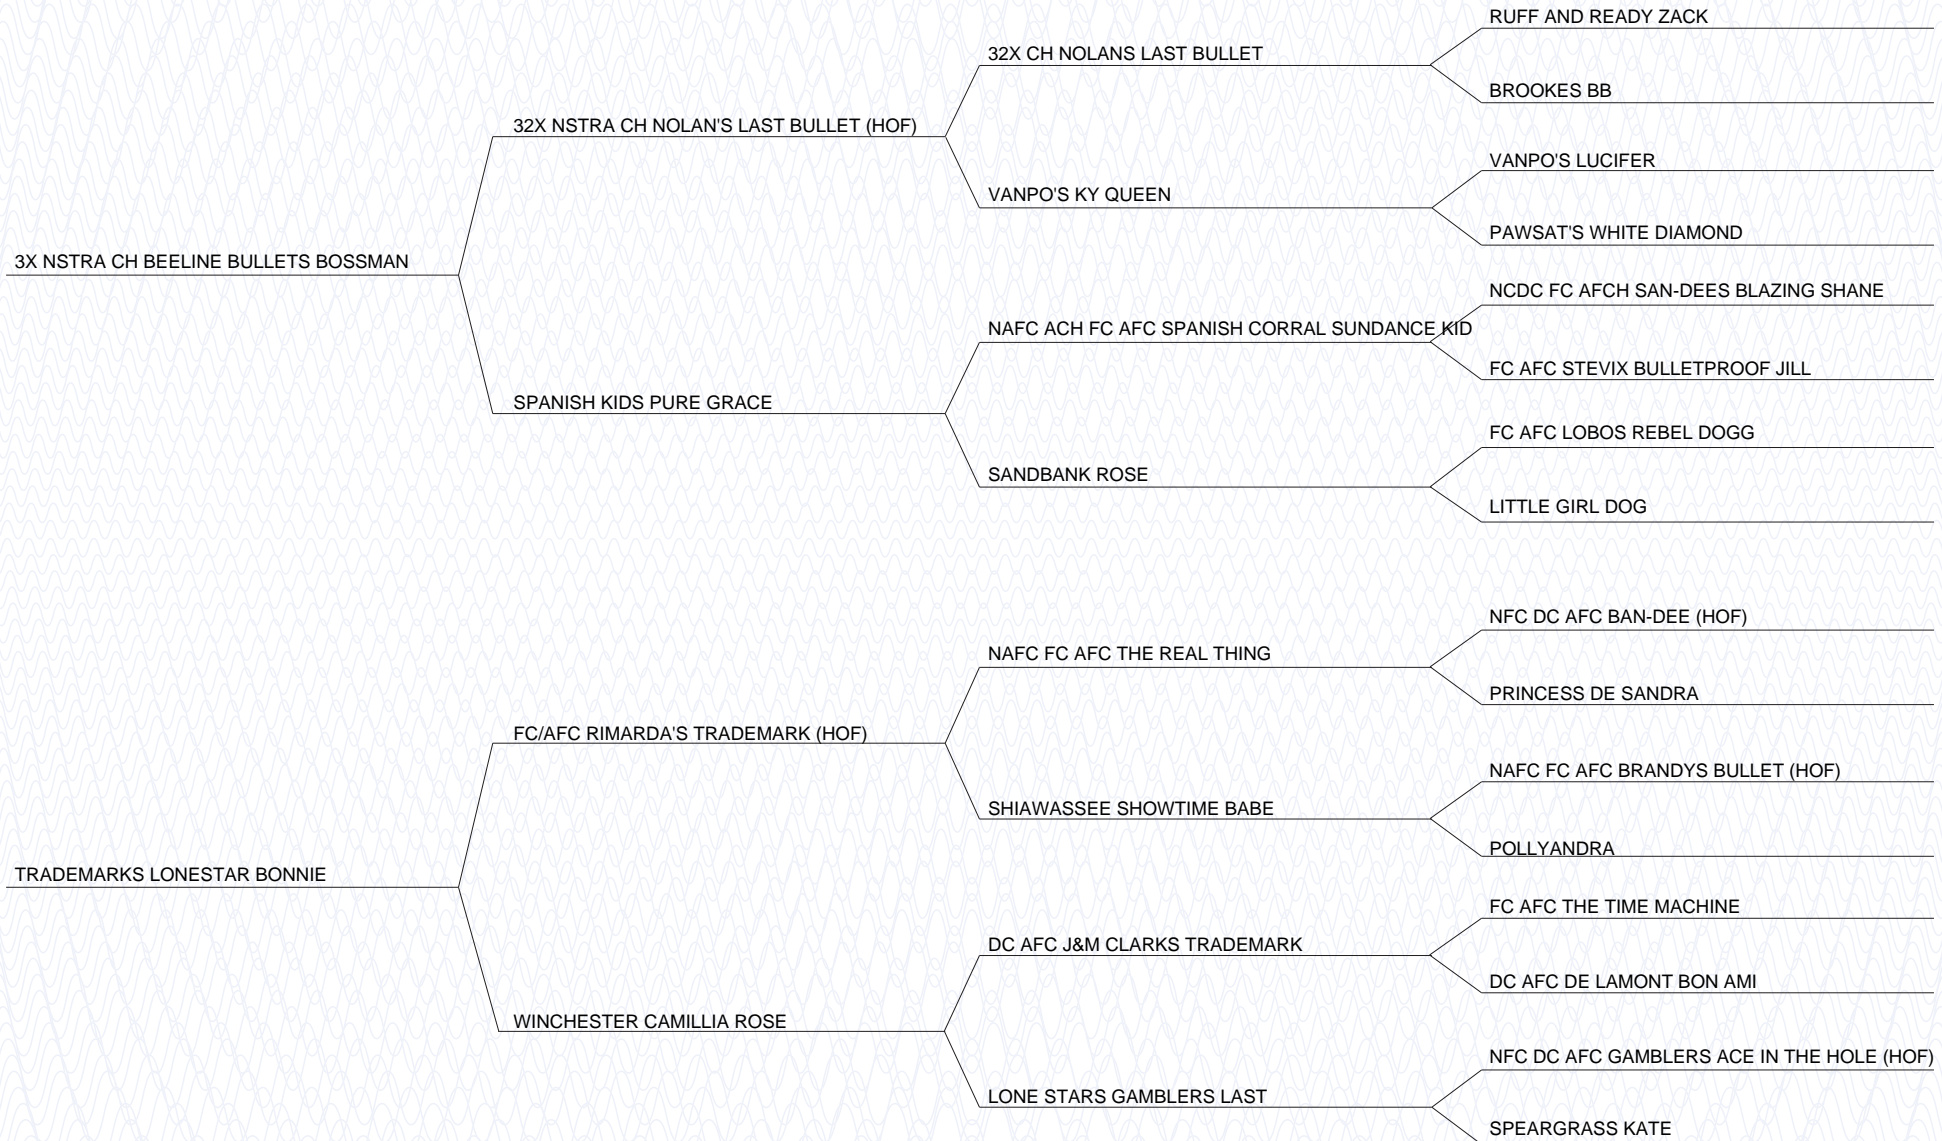 RUFF AND READY ZACK
32X CH NOLANS LAST BULLET
BROOKES BB
32X NSTRA CH NOLAN'S LAST BULLET (HOF)
VANPO'S LUCIFER
VANPO'S KY QUEEN
PAWSAT'S WHITE DIAMOND
3X NSTRA CH BEELINE BULLETS BOSSMAN
NCDC FC AFCH SAN-DEES BLAZING SHANE
NAFC ACH FC AFC SPANISH CORRAL SUNDANCE KID
FC AFC STEVIX BULLETPROOF JILL
SPANISH KIDS PURE GRACE
FC AFC LOBOS REBEL DOGG
SANDBANK ROSE
LITTLE GIRL DOG
NFC DC AFC BAN-DEE (HOF)
NAFC FC AFC THE REAL THING
PRINCESS DE SANDRA
FC/AFC RIMARDA'S TRADEMARK (HOF)
NAFC FC AFC BRANDYS BULLET (HOF)
SHIAWASSEE SHOWTIME BABE
POLLYANDRA
TRADEMARKS LONESTAR BONNIE
FC AFC THE TIME MACHINE
DC AFC J&M CLARKS TRADEMARK
DC AFC DE LAMONT BON AMI
WINCHESTER CAMILLIA ROSE
NFC DC AFC GAMBLERS ACE IN THE HOLE (HOF)
LONE STARS GAMBLERS LAST
SPEARGRASS KATE